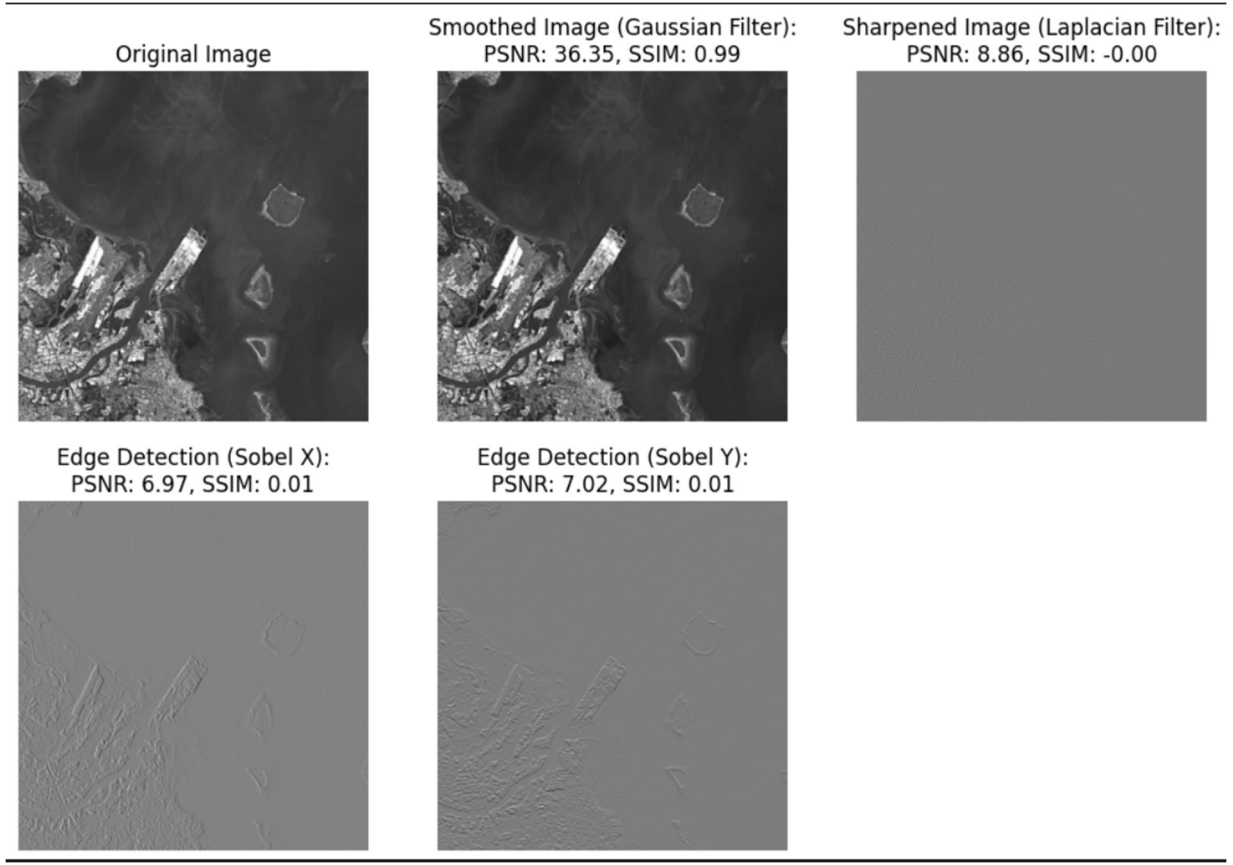 Original Image
Smoothed Image (Gaussian Filter):
PSNR: 36.35, SSIM: 0.99
Sharpened Image (Laplacian Filter):
PSNR: 8.86, SSIM: -0.00
Edge Detection (Sobel X):
PSNR: 6.97, SSIM: 0.01
Edge Detection (Sobel Y):
PSNR: 7.02, SSIM: 0.01